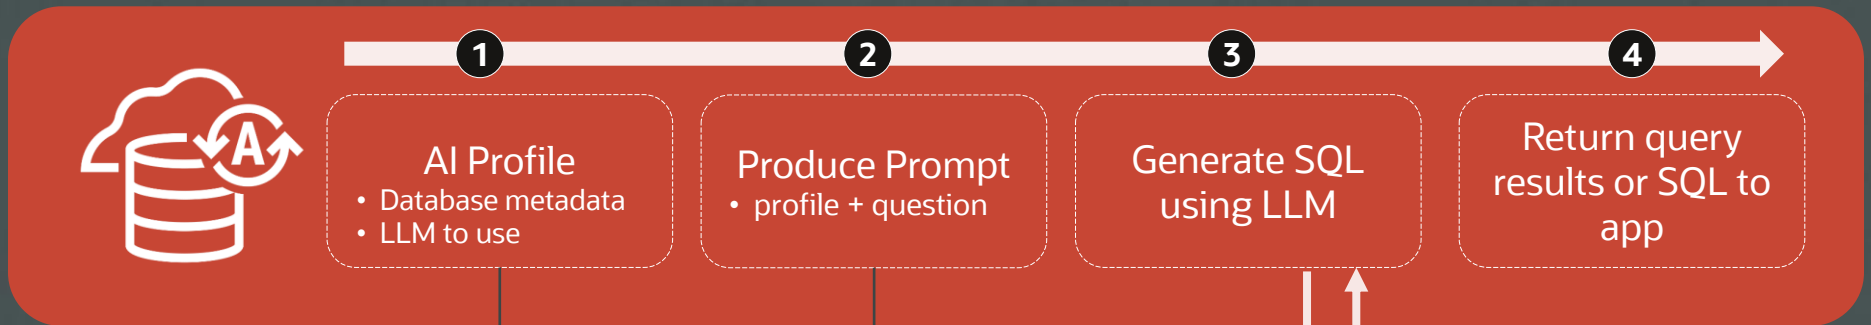 1
2
3
4
A
AI Profile
• Database metadata
• LLM to use
Produce Prompt
• profile + question
Generate SQL
using LLM
Return query
results or SQL to
app